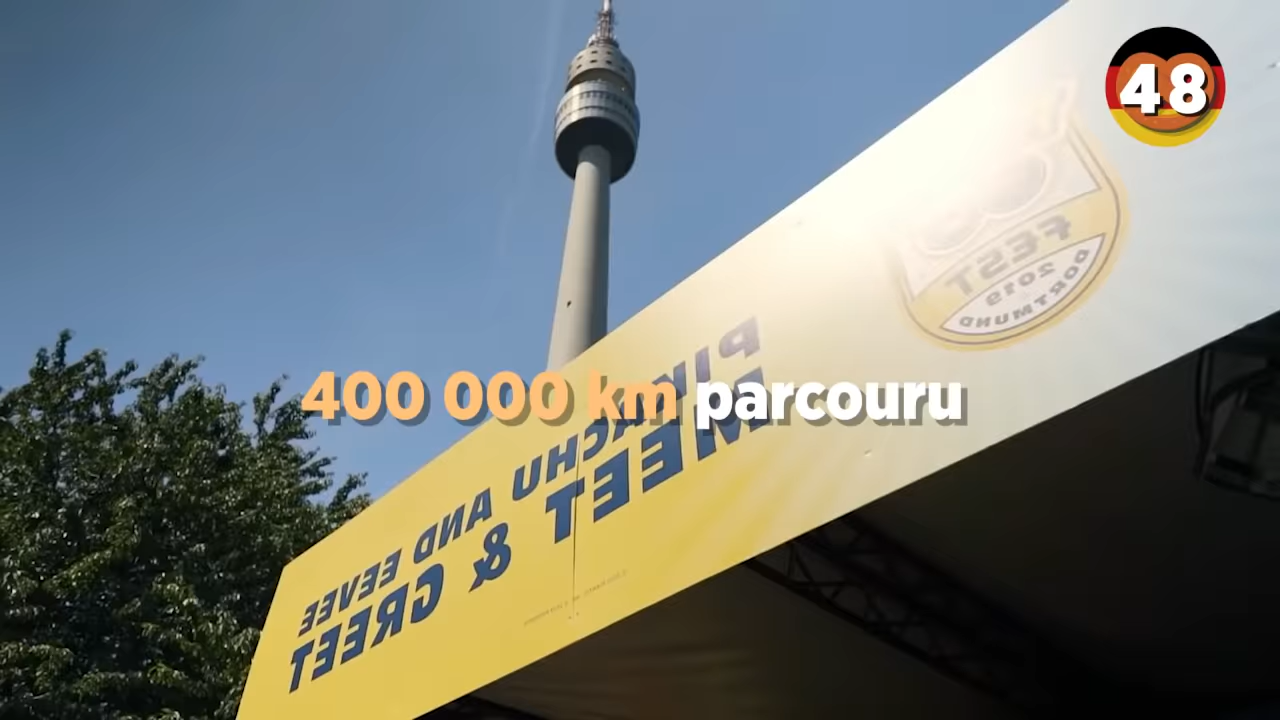 48
FEST
2019
DORTMUND
400 000 km parcouru
PIKACHU AND EEVEE
MEET & GREET